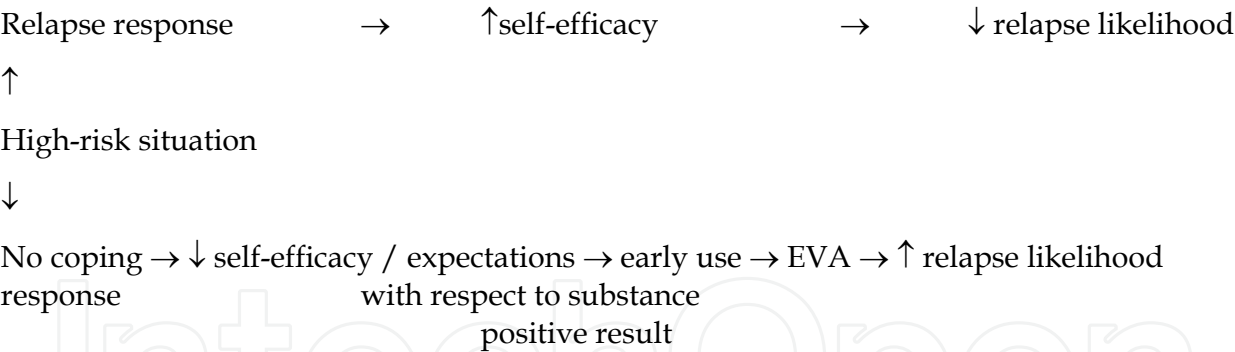 Relapse response → ↑self-efficacy → ↓ relapse likelihood
↑
High-risk situation
↓
No coping → ↓ self-efficacy / expectations → early use → EVA → ↑ relapse likelihood
response with respect to substance
positive result
IntechOpen